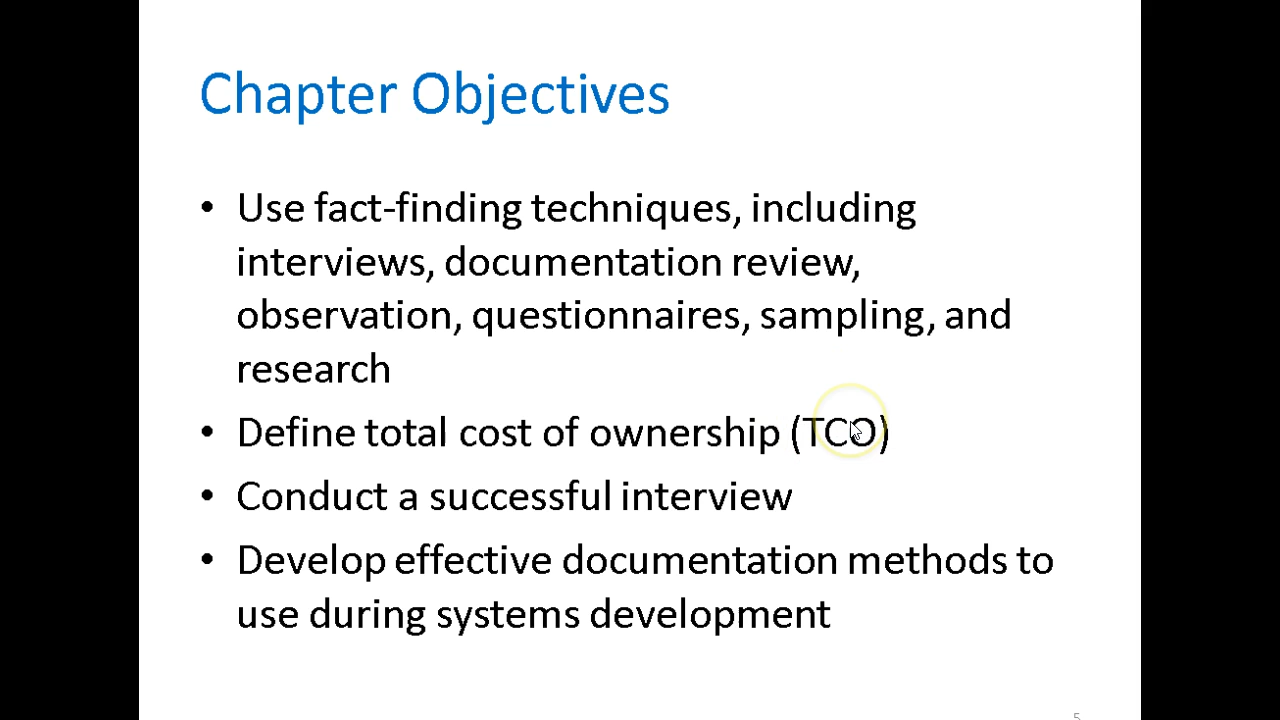 Chapter Objectives
• Use fact-finding techniques, including
interviews, documentation review,
observation, questionnaires, sampling, and
research
• Define total cost of ownership (TCO)
• Conduct a successful interview
• Develop effective documentation methods to
use during systems development
5